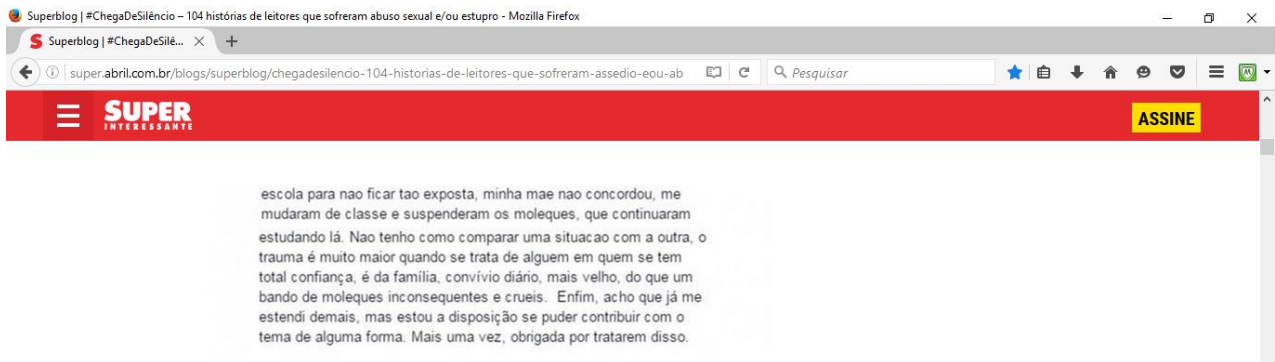 Superblog | #ChegaDeSilêncio – 104 histórias de leitores que sofreram abuso sexual e/ou estupro - Mozilla Firefox
Superblog | #ChegaDeSilê...
super.abril.com.br/blogs/superblog/chegadesilencio-104-historias-de-leitores-que-sofreram-assedio-eou-ab
Pesquisar
SUPER
INTERESSANTE
ASSINE
escola para nao ficar tao exposta, minha mae nao concordou, me
mudaram de classe e suspenderam os moleques, que continuaram
estudando lá. Nao tenho como comparar uma situacao com a outra, o
trauma é muito maior quando se trata de alguem em quem se tem
total confiança, é da família, convívio diário, mais velho, do que um
bando de moleques inconsequentes e crueis. Enfim, acho que já me
estendi demais, mas estou a disposição se puder contribuir com o
tema de alguma forma. Mais uma vez, obrigada por tratarem disso.